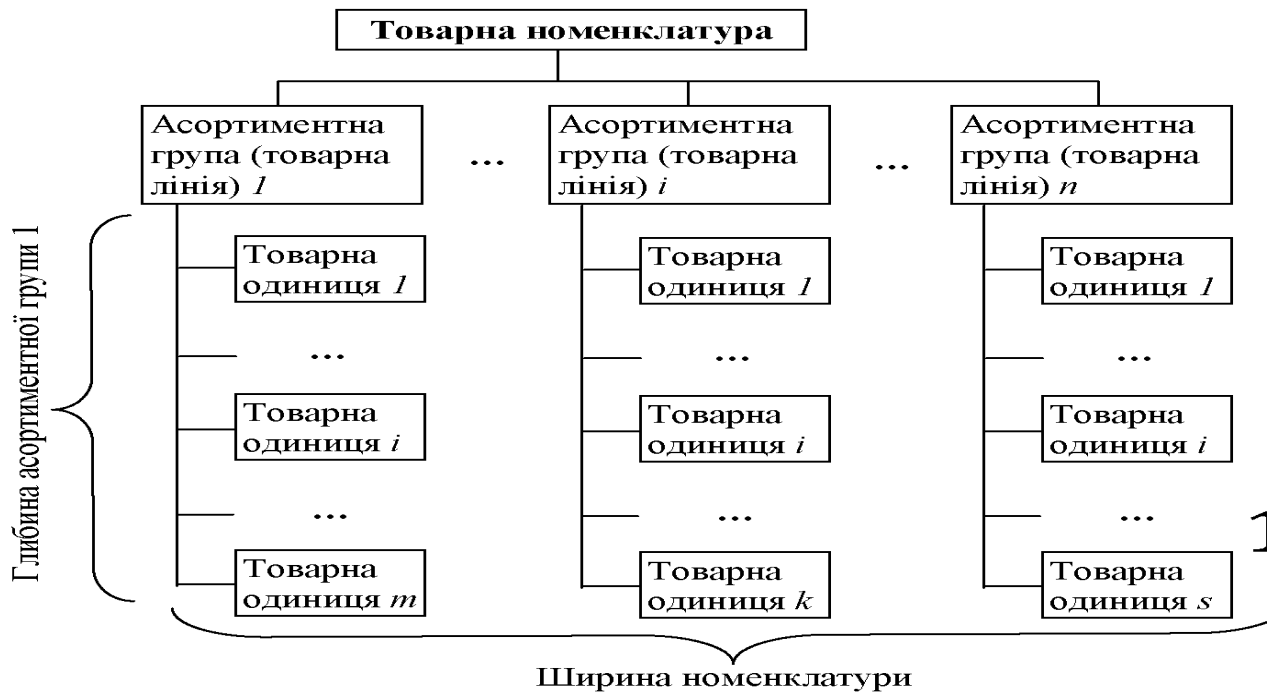 Товарна номенклатура
Асортиментна
група (товарна
лінія) 1
...
Асортиментна
група (товарна
лінія) i
...
Асортиментна
група (товарна
лінія) n
Глибина асортиментної групи 1
Товарна
одиниця 1
...
Товарна
одиниця i
...
Товарна
одиниця m
Товарна
одиниця 1
...
Товарна
одиниця i
...
Товарна
одиниця k
Товарна
одиниця 1
...
Товарна
одиниця i
...
Товарна
одиниця s
1
Ширина номенклатури